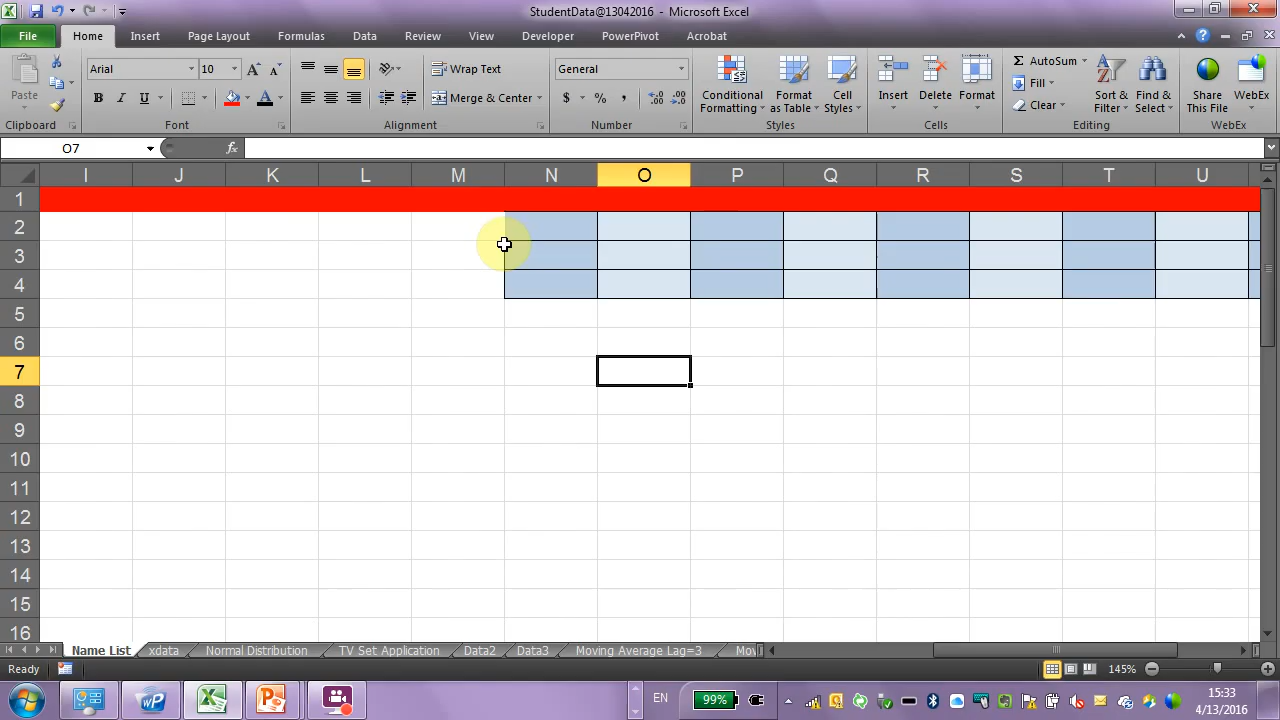 StudentData@13042016 - Microsoft Excel
File Home Insert Page Layout Formulas Data Review View Developer PowerPivot Acrobat
Paste Arial 10 Wrap Text General Conditional Formatting Format as Table Cell Styles Insert Delete Format AutoSum Sort & Filter Find & Select Share This File WebEx
B I U Merge & Center $ % , Fill
Clear
Clipboard Font Alignment Number Styles Cells Editing WebEx
O7 fx
I J K L M N O P Q R S T U
1
2
3
4
5
6
7
8
9
10
11
12
13
14
15
16
Name List xdata Normal Distribution TV Set Application Data2 Data3 Moving Average Lag=3 Mov
Ready 145%
EN 99% 15:33
4/13/2016